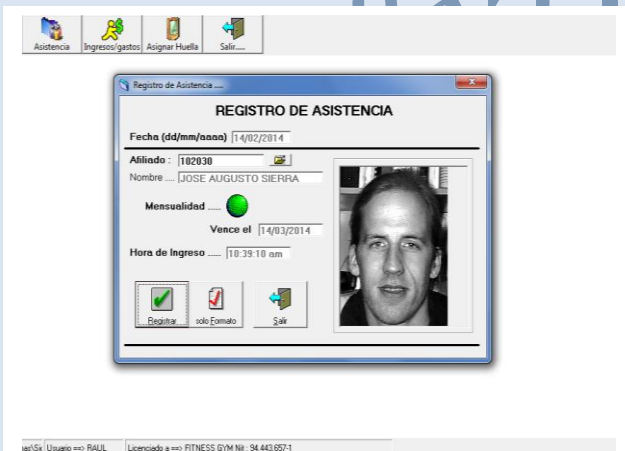 Asistencia Ingresos/gastos Asignar Huella Salir.....
Registro de Asistencia ....
REGISTRO DE ASISTENCIA
Fecha (dd/mm/aaaa) 14/02/2014
Afiliado : 102030
Nombre .... JOSE AUGUSTO SIERRA
Mensualidad .....
Vence el 14/03/2014
Hora de Ingreso ..... 10:39:10 am
Registrar solo Formato Salir
Usuario ==> RAUL Licenciado a ==> FITNESS GYM Nit.: 94.443.657-1